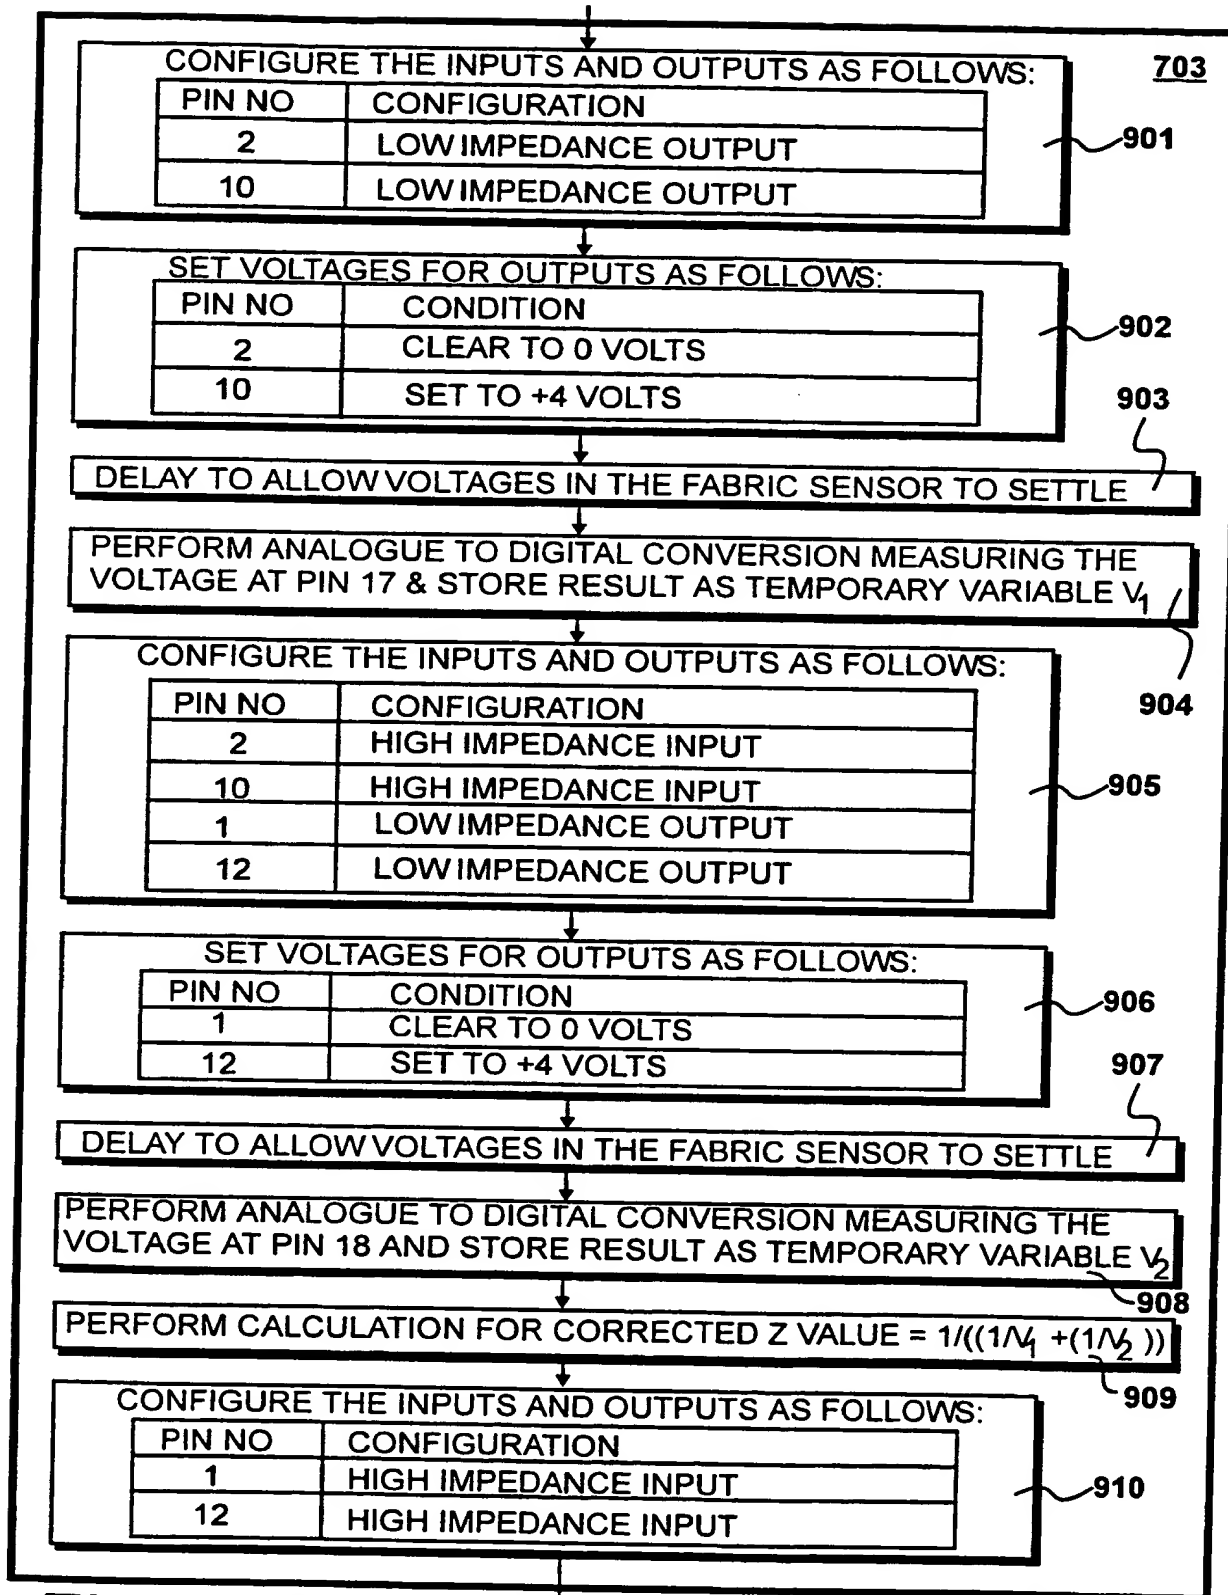 703
CONFIGURE THE INPUTS AND OUTPUTS AS FOLLOWS:
PIN NO CONFIGURATION
2 LOW IMPEDANCE OUTPUT
10 LOW IMPEDANCE OUTPUT
901
SET VOLTAGES FOR OUTPUTS AS FOLLOWS:
PIN NO CONDITION
2 CLEAR TO 0 VOLTS
10 SET TO +4 VOLTS
902
903
DELAY TO ALLOW VOLTAGES IN THE FABRIC SENSOR TO SETTLE
PERFORM ANALOGUE TO DIGITAL CONVERSION MEASURING THE
VOLTAGE AT PIN 17 & STORE RESULT AS TEMPORARY VARIABLE V1
904
CONFIGURE THE INPUTS AND OUTPUTS AS FOLLOWS:
PIN NO CONFIGURATION
2 HIGH IMPEDANCE INPUT
10 HIGH IMPEDANCE INPUT
1 LOW IMPEDANCE OUTPUT
12 LOW IMPEDANCE OUTPUT
905
SET VOLTAGES FOR OUTPUTS AS FOLLOWS:
PIN NO CONDITION
1 CLEAR TO 0 VOLTS
12 SET TO +4 VOLTS
906
907
DELAY TO ALLOW VOLTAGES IN THE FABRIC SENSOR TO SETTLE
PERFORM ANALOGUE TO DIGITAL CONVERSION MEASURING THE
VOLTAGE AT PIN 18 AND STORE RESULT AS TEMPORARY VARIABLE V2
908
PERFORM CALCULATION FOR CORRECTED Z VALUE = 1/((1/V1 +(1/V2 ))
909
CONFIGURE THE INPUTS AND OUTPUTS AS FOLLOWS:
PIN NO CONFIGURATION
1 HIGH IMPEDANCE INPUT
12 HIGH IMPEDANCE INPUT
910